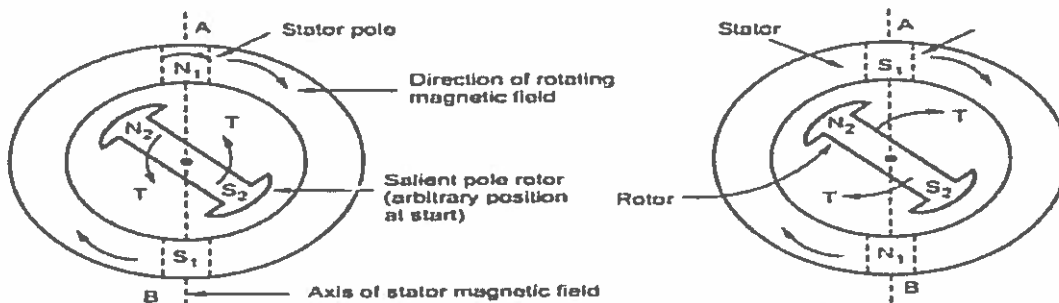 A
Stator pole
N₁
Direction of rotating
magnetic field
N₂
T
T
S₂
Salient pole rotor
(arbitrary position
at start)
S₁
B
Axis of stator magnetic field
A
Stator
S₁
N₂
T
T
S₂
Rotor
N₁
B